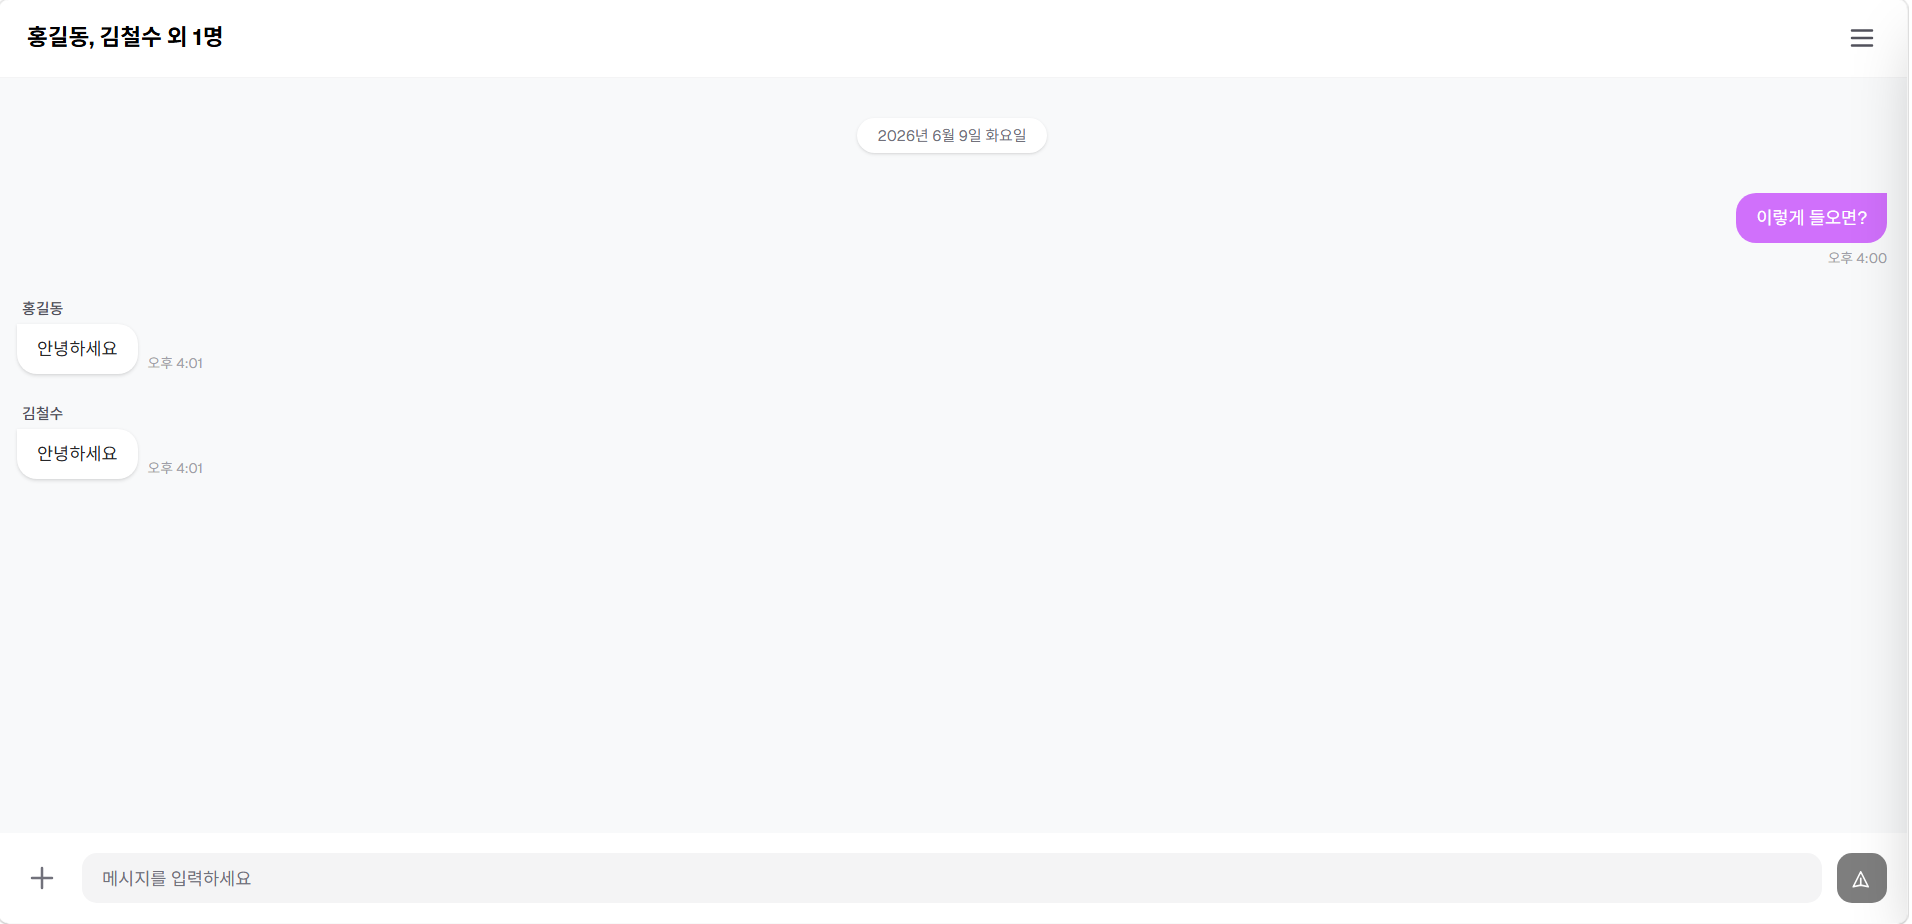 홍길동, 김철수 외 1명
2026년 6월 9일 화요일
이렇게 들오면?
오후 4:00
홍길동
안녕하세요
오후 4:01
김철수
안녕하세요
오후 4:01
메시지를 입력하세요